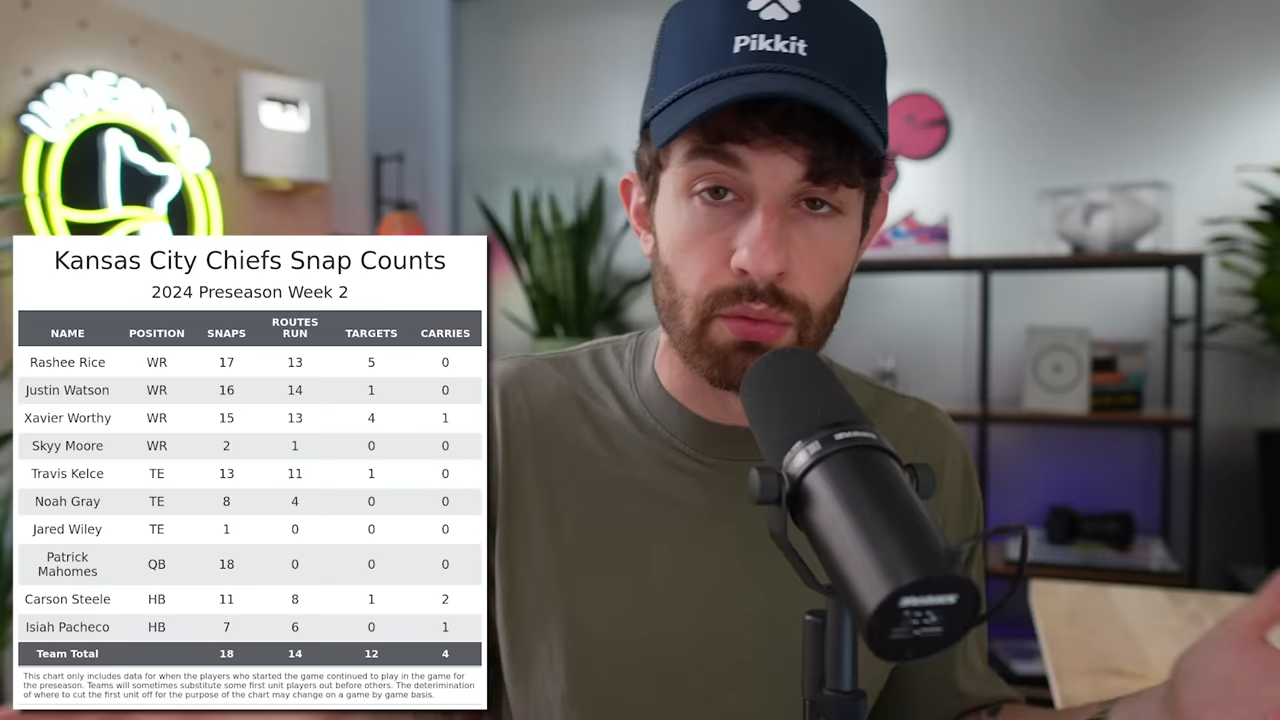 UNDERDOG
Pikkit
Kansas City Chiefs Snap Counts
2024 Preseason Week 2
NAME POSITION SNAPS ROUTES RUN TARGETS CARRIES
Rashee Rice WR 17 13 5 0
Justin Watson WR 16 14 1 0
Xavier Worthy WR 15 13 4 1
Skyy Moore WR 2 1 0 0
Travis Kelce TE 13 11 1 0
Noah Gray TE 8 4 0 0
Jared Wiley TE 1 0 0 0
Patrick Mahomes QB 18 0 0 0
Carson Steele HB 11 8 1 2
Isiah Pacheco HB 7 6 0 1
Team Total 18 14 12 4
This chart only includes data for when the players who started the game continued to play in the game for
the preseason. Teams will sometimes substitute some first unit players out before others. The deterimination
of where to cut the first unit off for the purpose of the chart may change on a game by game basis.